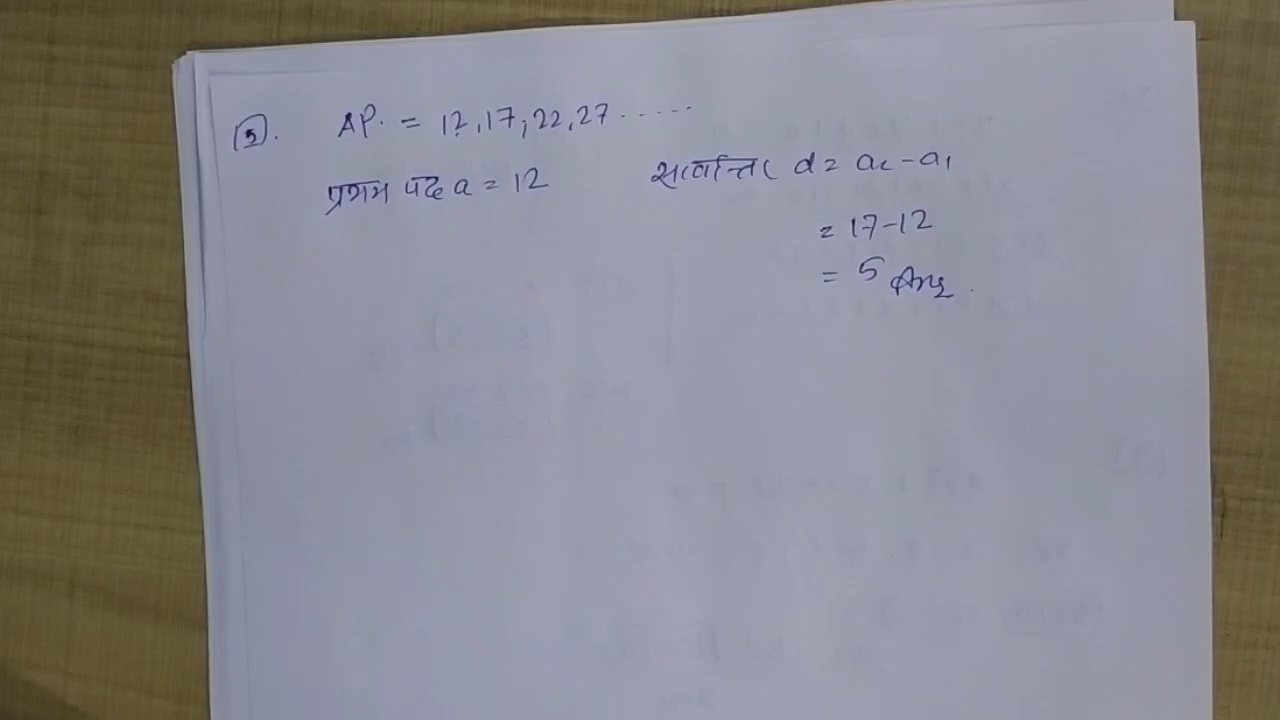 (5). AP. = 12,17,22,27.....
प्रथम पद a = 12 सार्वान्तर d = a2 - a1
= 17-12
= 5 Ans.